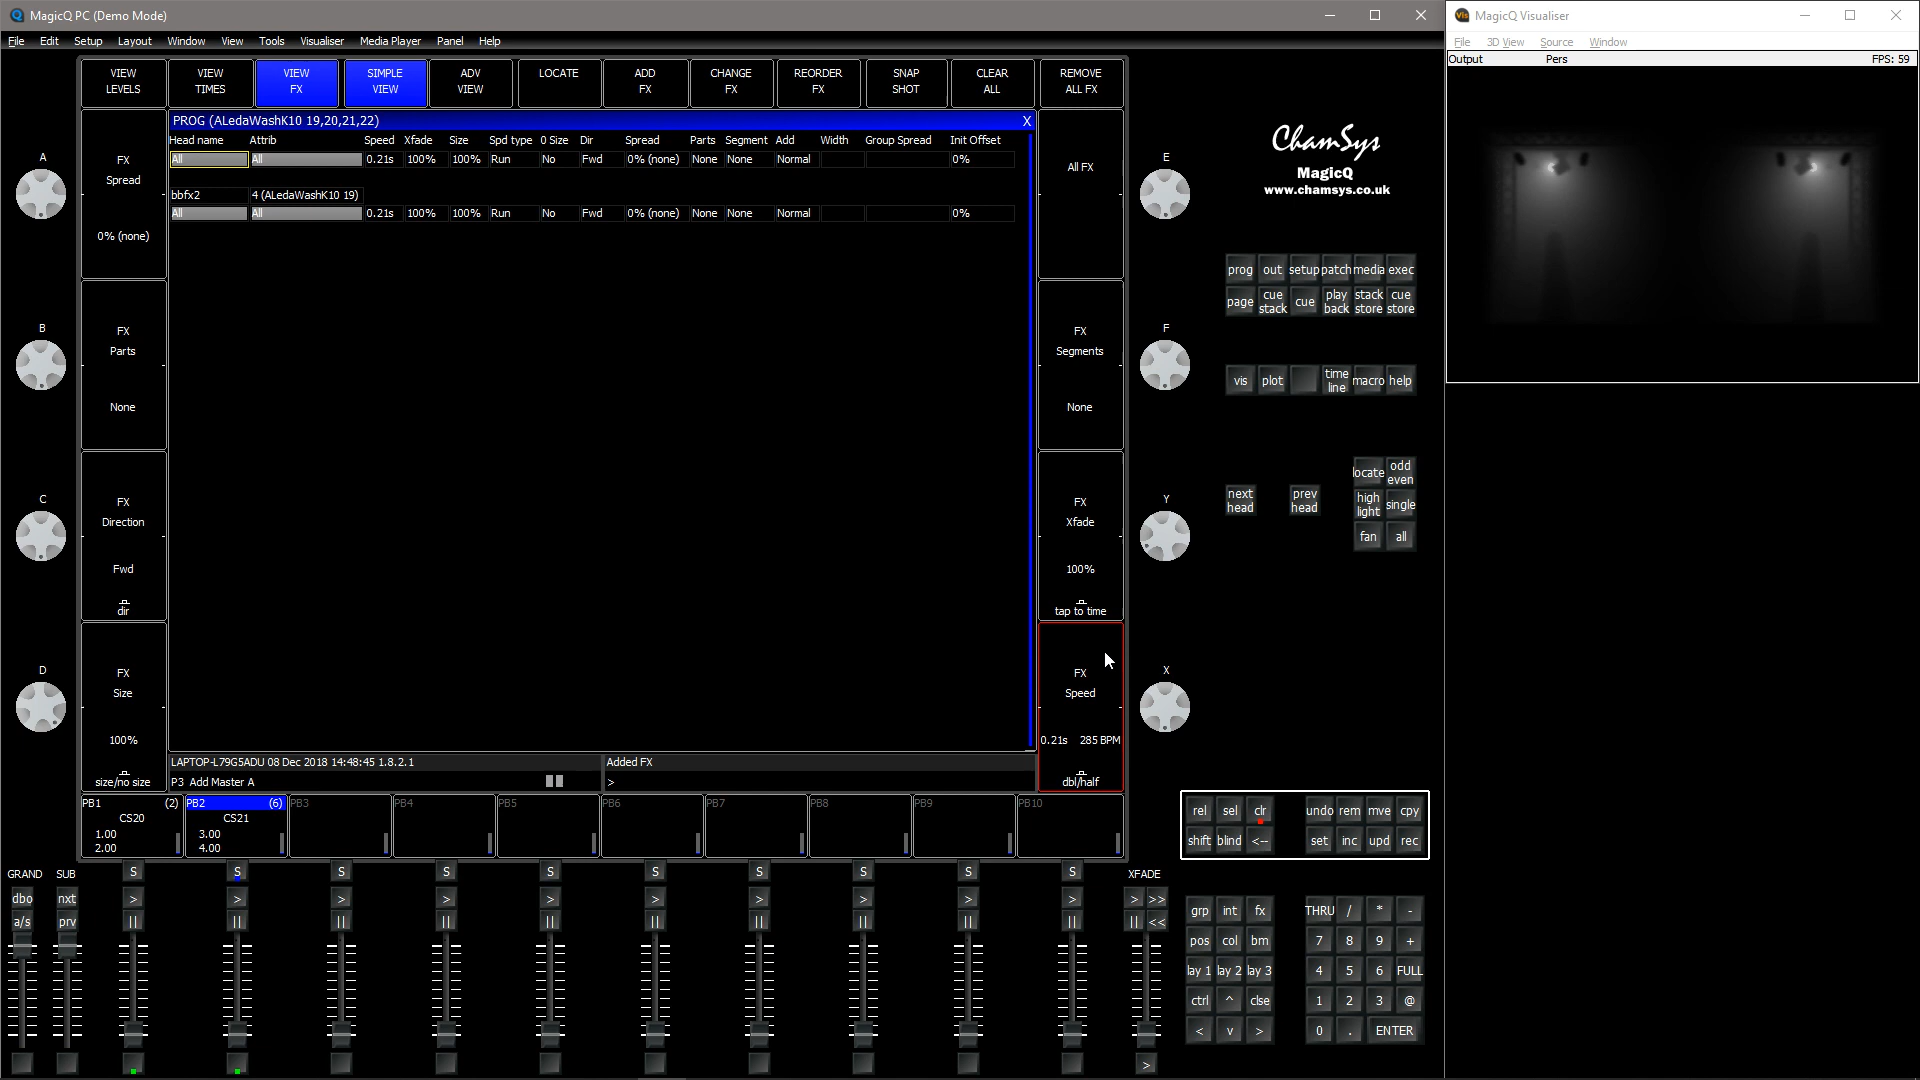 MagicQ PC (Demo Mode)
File Edit Setup Layout Window View Tools Visualiser Media Player Panel Help
VIEW LEVELS
VIEW TIMES
VIEW FX
SIMPLE VIEW
ADV VIEW
LOCATE
ADD FX
CHANGE FX
REORDER FX
SNAP SHOT
CLEAR ALL
REMOVE ALL FX
PROG (ALedaWashK10 19,20,21,22) X
Head name Attrib Speed Xfade Size Spd type 0 Size Dir Spread Parts Segment Add Width Group Spread Init Offset
All All 0.21s 100% 100% Run No Fwd 0% (none) None None Normal 0%
bbfx2 4 (ALedaWashK10 19)
All All 0.21s 100% 100% Run No Fwd 0% (none) None None Normal 0%
A
FX
Spread
0% (none)
B
FX
Parts
None
C
FX
Direction
Fwd
dir
D
FX
Size
100%
size/no size
All FX
E
FX
Segments
None
F
FX
Xfade
100%
tap to time
Y
FX
Speed
0.21s 285 BPM
dbl/half
X
LAPTOP-L79G5ADU 08 Dec 2018 14:48:45 1.8.2.1
Added FX
P3 Add Master A
>
PB1 (2)
CS20
1.00
2.00
PB2 (6)
CS21
3.00
4.00
PB3
PB4
PB5
PB6
PB7
PB8
PB9
PB10
GRAND SUB
S S S S S S S S S S
XFADE
dbo nxt > > > > > > > > > > > >>
a/s prv || || || || || || || || || || || <<
>
ChamSys
MagicQ
www.chamsys.co.uk
prog out setup patch media exec
page cue stack cue play back stack store cue store
vis plot time line macro help
next head prev head
locate odd even
high light single
fan all
rel sel clr undo rem mve cpy
shift blind <-- set inc upd rec
grp int fx THRU / * -
pos col bm 7 8 9 +
lay 1 lay 2 lay 3 4 5 6 FULL
ctrl ^ clse 1 2 3 @
< v > 0 . ENTER
Vis MagicQ Visualiser
File 3D View Source Window
Output Pers FPS: 59